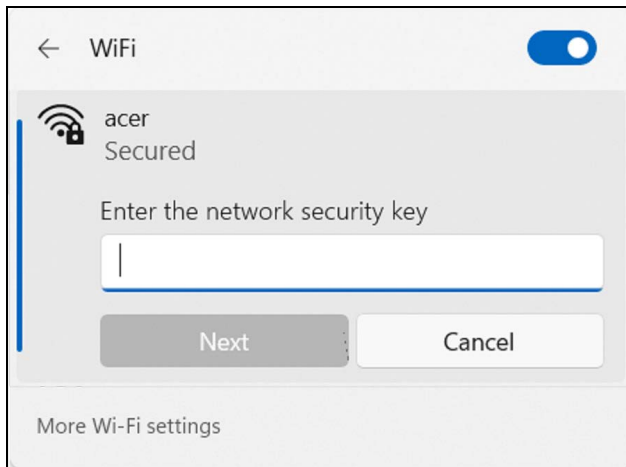 WiFi
acer
Secured
Enter the network security key
Next
Cancel
More Wi-Fi settings